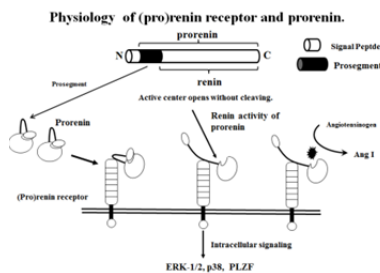 Physiology of (pro)renin receptor and prorenin.
prorenin
N
C
Signal Peptide
Prosegment
Prosegment
renin
Active center opens without cleaving.
Prorenin
Renin activity of
prorenin
Angiotensinogen
Ang I
(Pro)renin receptor
Intracellular signaling
ERK-1/2, p38, PLZF